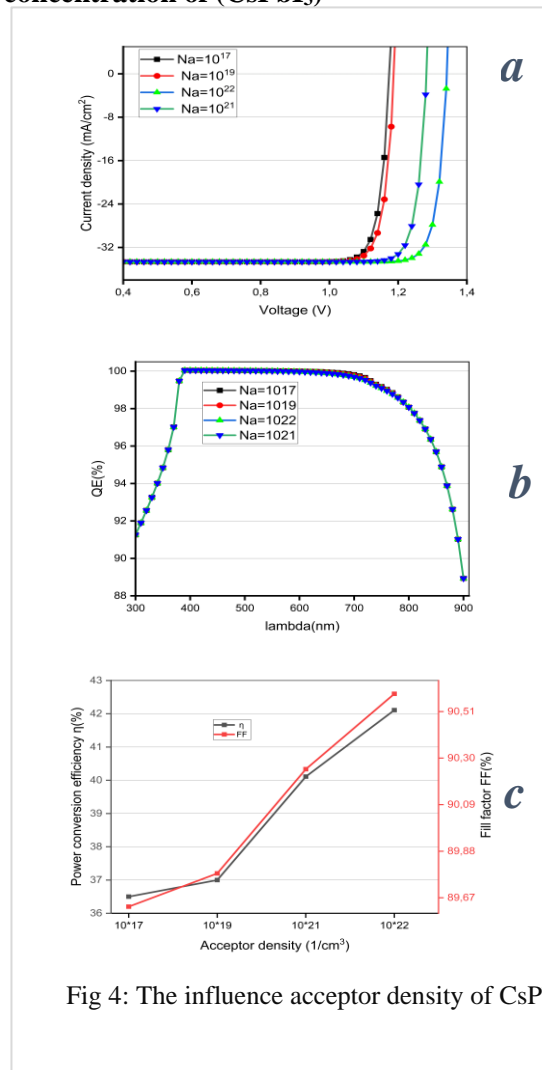 concentration of (CsPbI₃)
a
Na=10¹⁷
Na=10¹⁹
Na=10²²
Na=10²¹
Current density (mA/cm²)
0
-8
-16
-24
-32
0,4 0,6 0,8 1,0 1,2 1,4
Voltage (V)
b
Na=1017
Na=1019
Na=1022
Na=1021
QE(%)
100
98
96
94
92
90
88
300 400 500 600 700 800 900
lambda(nm)
c
η
FF
Power conversion efficiency η(%)
43
42
41
40
39
38
37
36
Fill factor FF(%)
90,51
90,30
90,09
89,88
89,67
10*17 10*19 10*21 10*22
Acceptor density (1/cm³)
Fig 4: The influence acceptor density of CsP